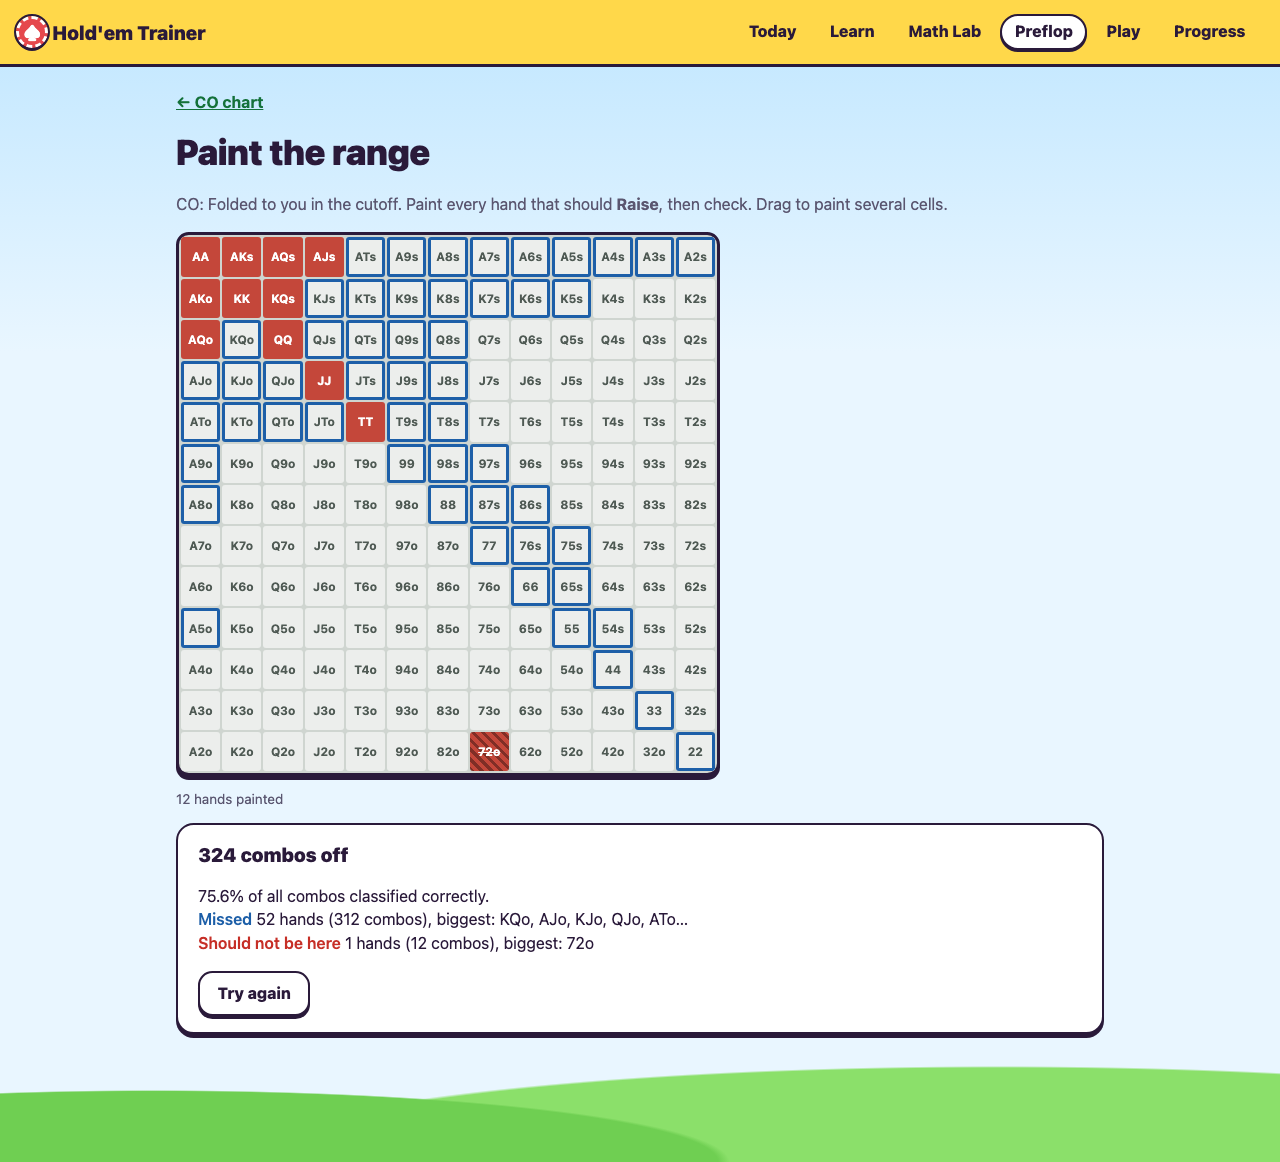 Hold'em Trainer
Today Learn Math Lab Preflop Play Progress
← CO chart
Paint the range
CO: Folded to you in the cutoff. Paint every hand that should Raise, then check. Drag to paint several cells.
AA AKs AQs AJs ATs A9s A8s A7s A6s A5s A4s A3s A2s
AKo KK KQs KJs KTs K9s K8s K7s K6s K5s K4s K3s K2s
AQo KQo QQ QJs QTs Q9s Q8s Q7s Q6s Q5s Q4s Q3s Q2s
AJo KJo QJo JJ JTs J9s J8s J7s J6s J5s J4s J3s J2s
ATo KTo QTo JTo TT T9s T8s T7s T6s T5s T4s T3s T2s
A9o K9o Q9o J9o T9o 99 98s 97s 96s 95s 94s 93s 92s
A8o K8o Q8o J8o T8o 98o 88 87s 86s 85s 84s 83s 82s
A7o K7o Q7o J7o T7o 97o 87o 77 76s 75s 74s 73s 72s
A6o K6o Q6o J6o T6o 96o 86o 76o 66 65s 64s 63s 62s
A5o K5o Q5o J5o T5o 95o 85o 75o 65o 55 54s 53s 52s
A4o K4o Q4o J4o T4o 94o 84o 74o 64o 54o 44 43s 42s
A3o K3o Q3o J3o T3o 93o 83o 73o 63o 53o 43o 33 32s
A2o K2o Q2o J2o T2o 92o 82o 72o 62o 52o 42o 32o 22
12 hands painted
324 combos off
75.6% of all combos classified correctly.
Missed 52 hands (312 combos), biggest: KQo, AJo, KJo, QJo, ATo...
Should not be here 1 hands (12 combos), biggest: 72o
Try again